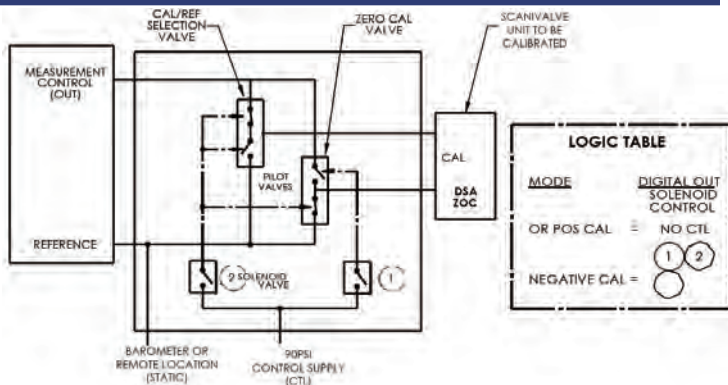 CAL/REF
SELECTION
VALVE
ZERO CAL
VALVE
SCANIVALVE
UNIT TO BE
CALIBRATED
MEASUREMENT
CONTROL
(OUT)
PILOT
VALVES
CAL
DSA
ZOC
REFERENCE
2 SOLENOID
VALVE
1
BAROMETER OR
REMOTE LOCATION
(STATIC)
90PSI
CONTROL SUPPLY
(CTL)
LOGIC TABLE
MODE DIGITAL OUT
SOLENOID
CONTROL
OR POS CAL = NO CTL
1 2
NEGATIVE CAL =